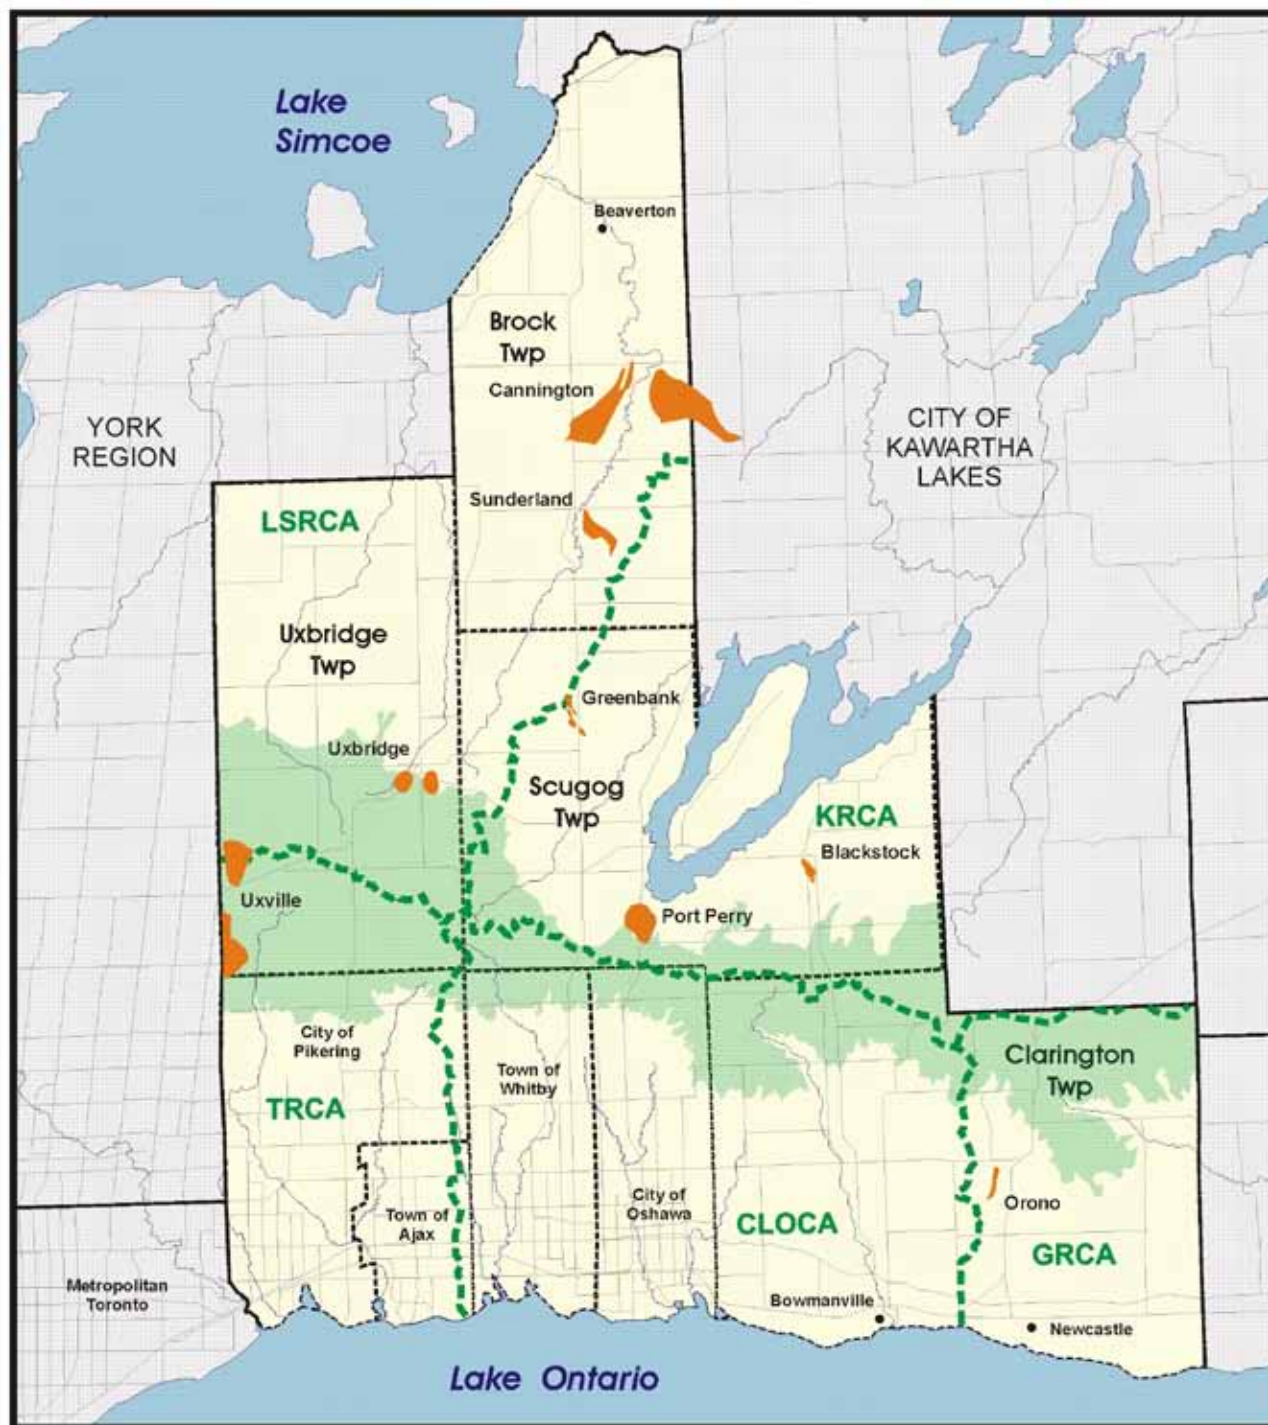 Lake
Simcoe
Beaverton
Brock
Twp
Cannington
YORK
REGION
CITY OF
KAWARTHA
LAKES
Sunderland
LSRCA
Uxbridge
Twp
Greenbank
Uxbridge
Scugog
Twp
KRCA
Blackstock
Uxville
Port Perry
City of
Pikering
Town of
Whitby
Clarington
Twp
TRCA
City of
Oshawa
Orono
Town of
Ajax
CLOCA
GRCA
Metropolitan
Toronto
Bowmanville
Newcastle
Lake Ontario